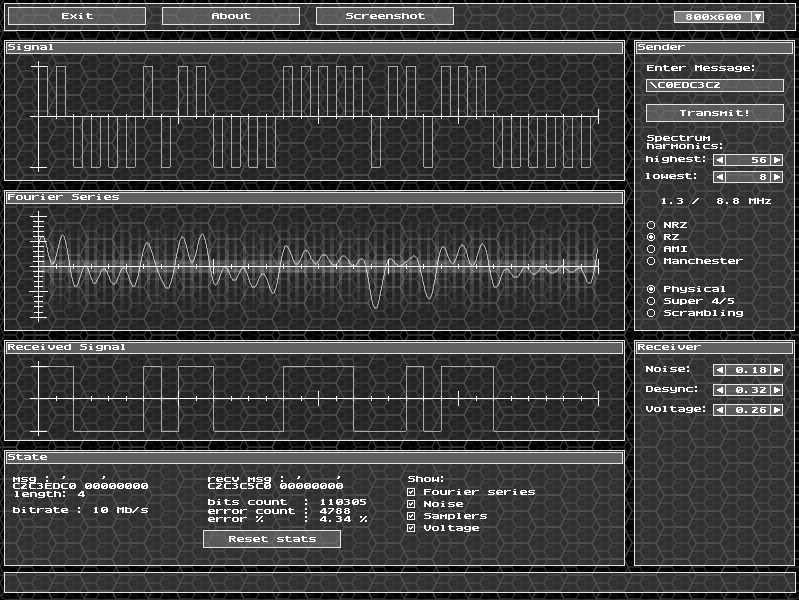 Exit
About
Screenshot
800x600
Signal
Sender
Enter Message:
\C0EDC3C2
Transmit!
Spectrum
harmonics:
highest: 56
lowest: 8
1.3 / 8.8 MHz
NRZ
RZ
AMI
Manchester
Physical
Super 4/5
Scrambling
Fourier Series
Received Signal
Receiver
Noise: 0.18
Desync: 0.32
Voltage: 0.26
State
msg : ' '
C2C3EDC0 00000000
length: 4
bitrate : 10 Mb/s
recv msg : ' '
C2C3C5C0 00000000
bits count : 110305
error count : 4788
error % : 4.34 %
Reset stats
Show:
Fourier series
Noise
Samplers
Voltage